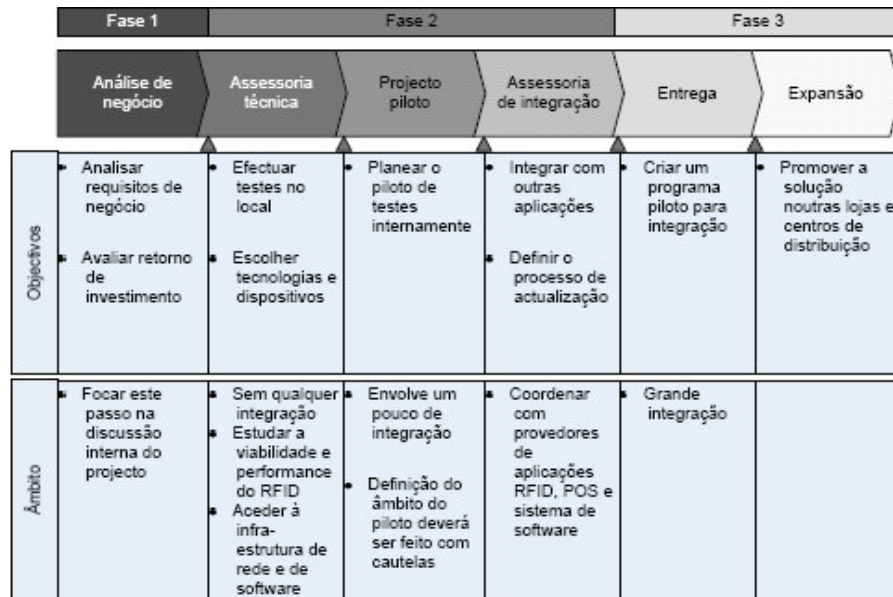 Fase 1
Fase 2
Fase 3
Análise de
negócio
Assessoria
técnica
Projecto
piloto
Assessoria
de integração
Entrega
Expansão
Objectivos
Analisar
requisitos de
negócio
Avaliar retorno
de
investimento
Efectuar
testes no
local
Escolher
tecnologias e
dispositivos
Planear o
piloto de
testes
internamente
Integrar com
outras
aplicações
Definir o
processo de
actualização
Criar um
programa
piloto para
integração
Promover a
solução
noutras lojas e
centros de
distribuição
Âmbito
Focar este
passo na
discussão
interna do
projecto
Sem qualquer
integração
Estudar a
viabilidade e
performance
do RFID
Aceder à
infra-
estrutura de
rede e de
software
Envolve um
pouco de
integração
Definição do
âmbito do
piloto deverá
ser feito com
cautelas
Coordenar
com
provedores
de
aplicações
RFID, POS e
sistema de
software
Grande
integração